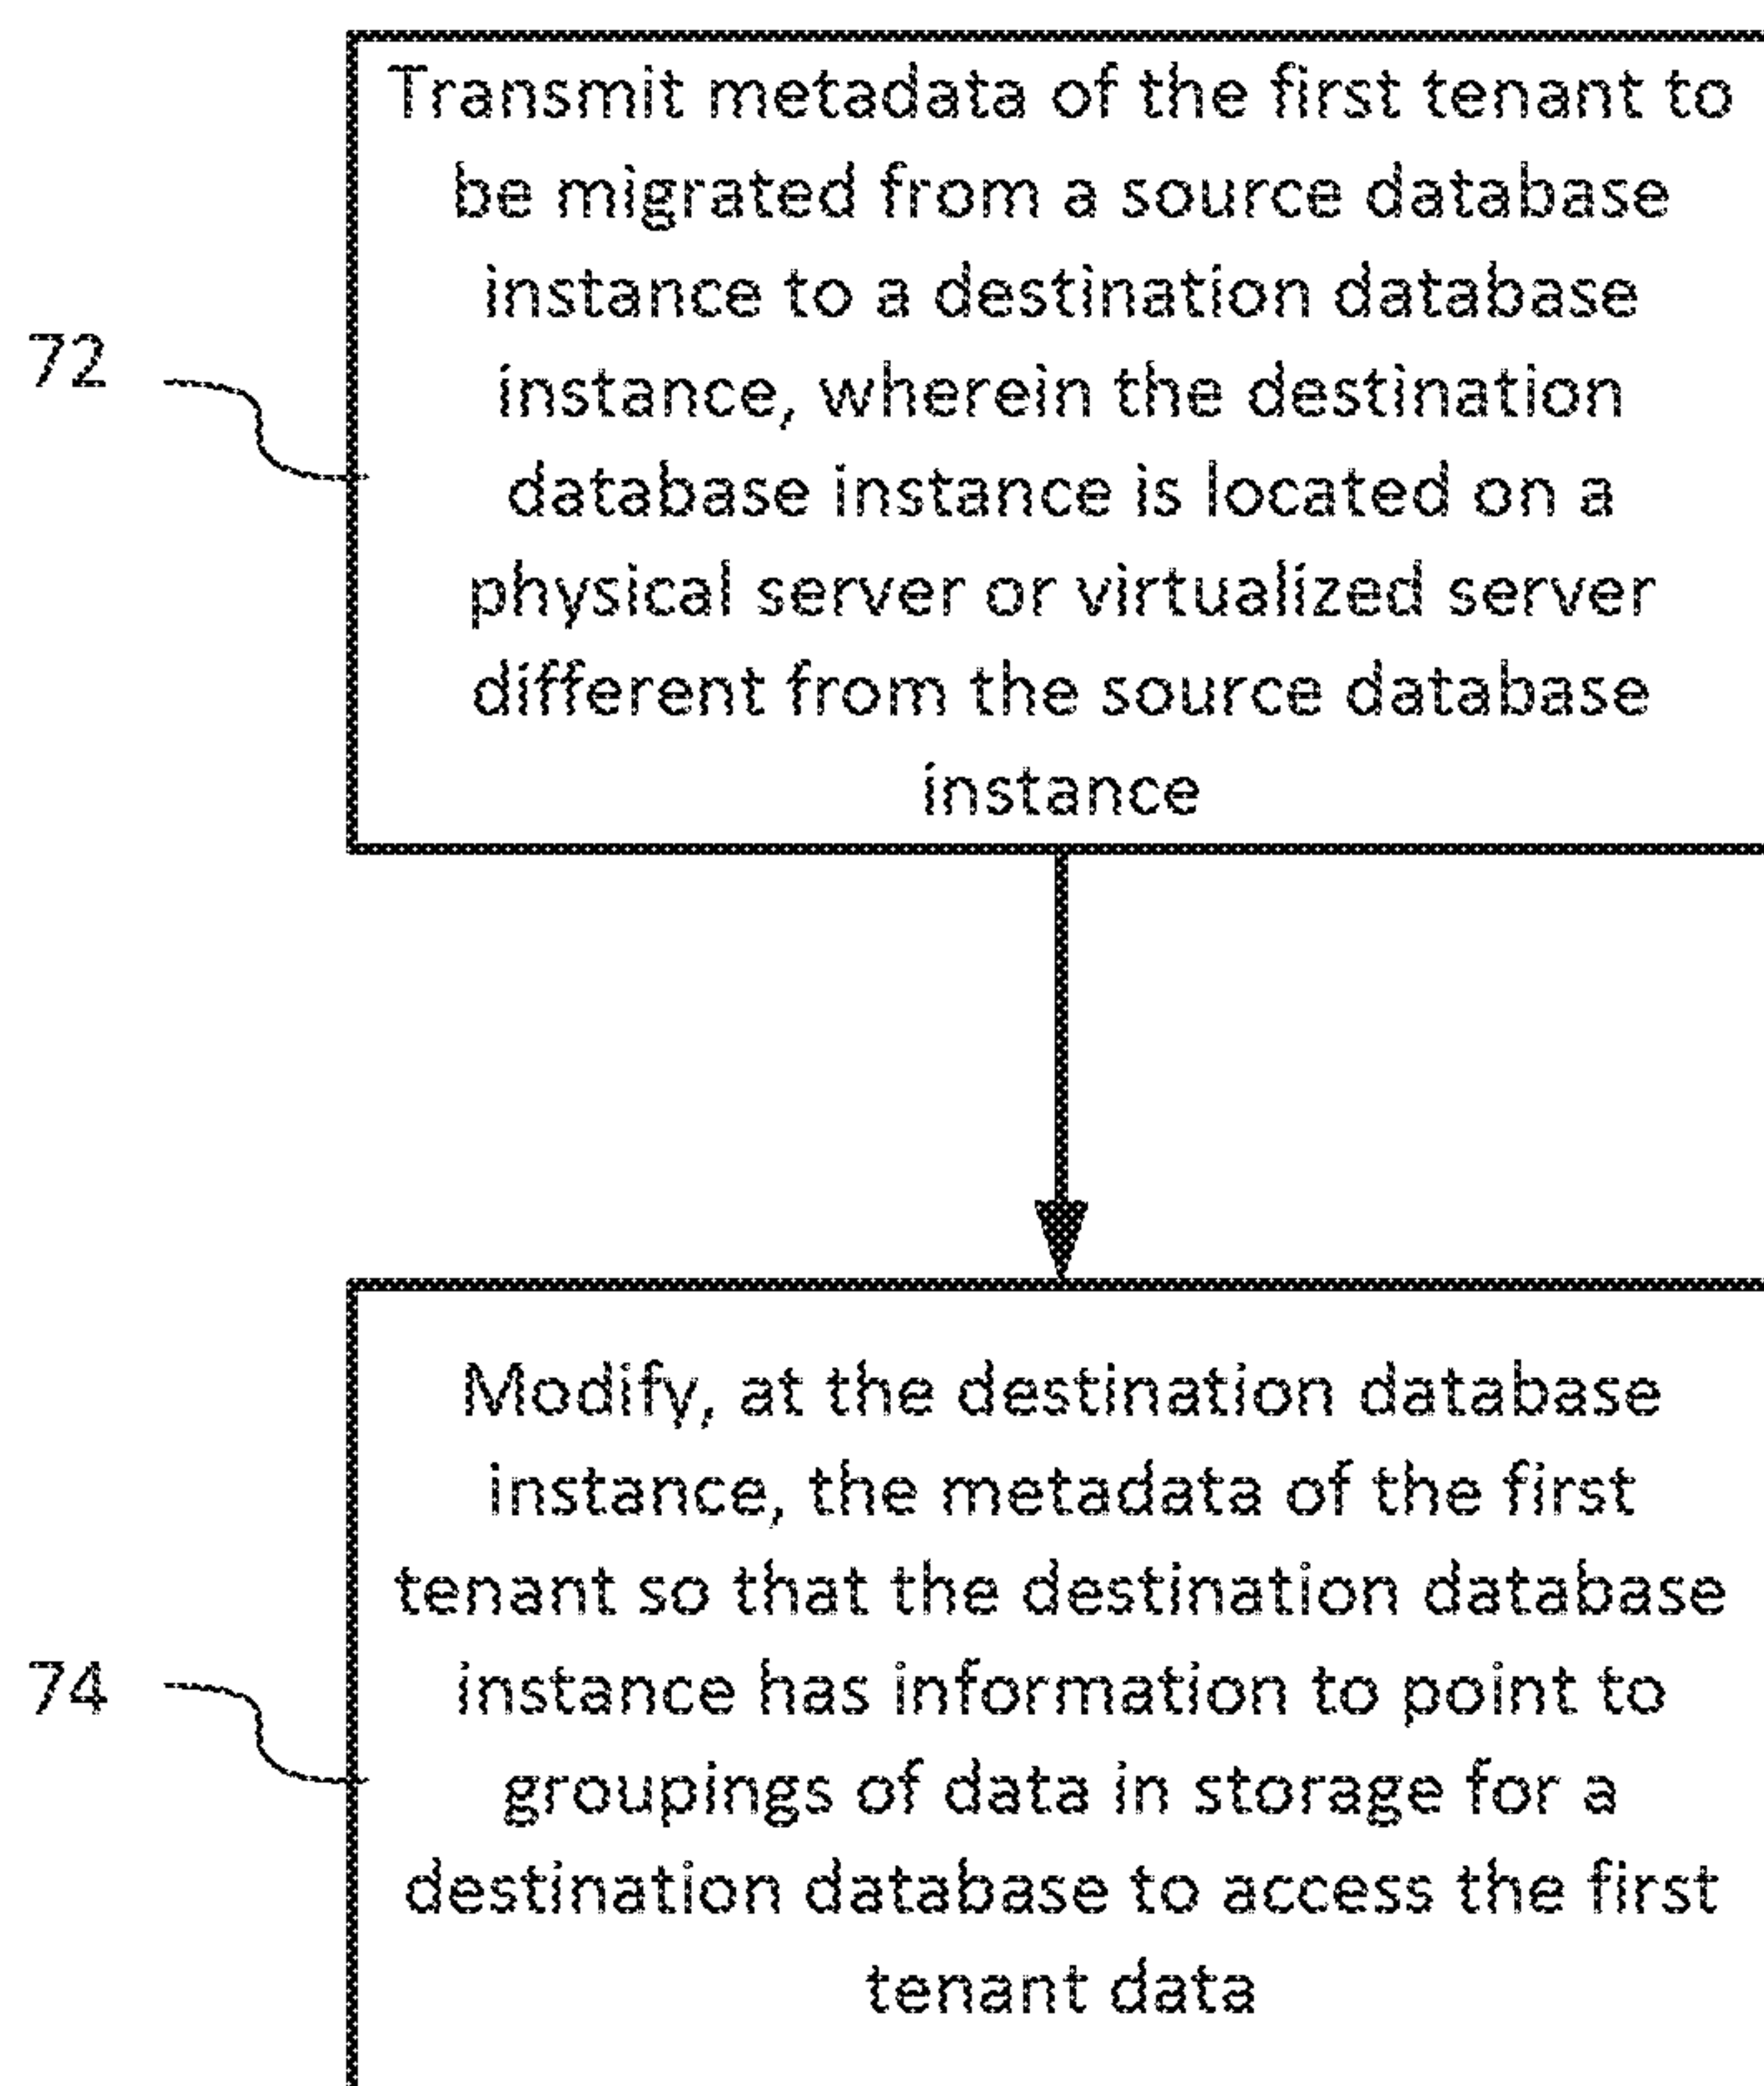 Transmit metadata of the first tenant to
be migrated from a source database
instance to a destination database
instance, wherein the destination
database instance is located on a
physical server or virtualized server
different from the source database
instance
72
Modify, at the destination database
instance, the metadata of the first
tenant so that the destination database
instance has information to point to
groupings of data in storage for a
destination database to access the first
tenant data
74